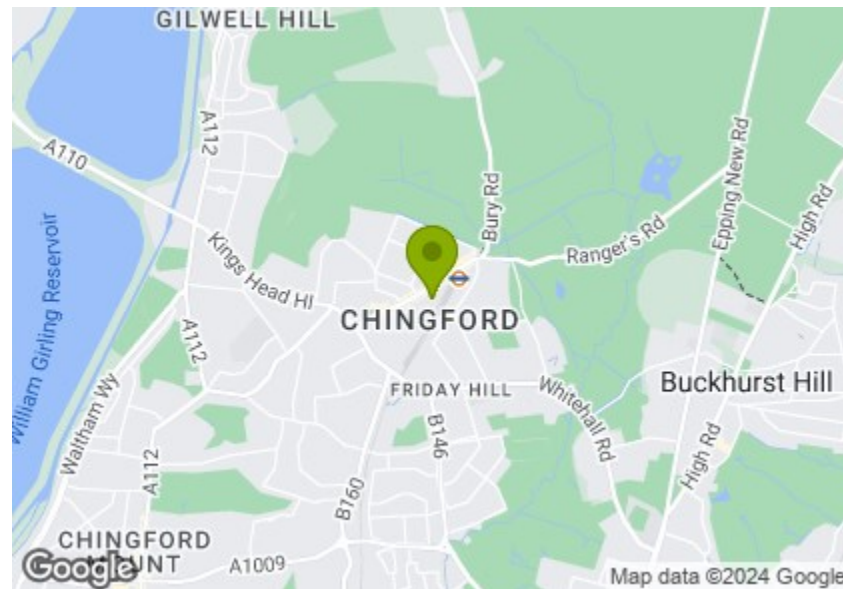 GILWELL HILL
A112
A110
Bury Rd
Epping New Rd
High Rd
Ranger's Rd
Kings Head Hl
William Girling Reservoir
CHINGFORD
A112
Waltham Wy
FRIDAY HILL
Whitehall Rd
Buckhurst Hill
B146
High Rd
A112
B160
CHINGFORD
MOUNT
A1009
Google
Map data ©2024 Google